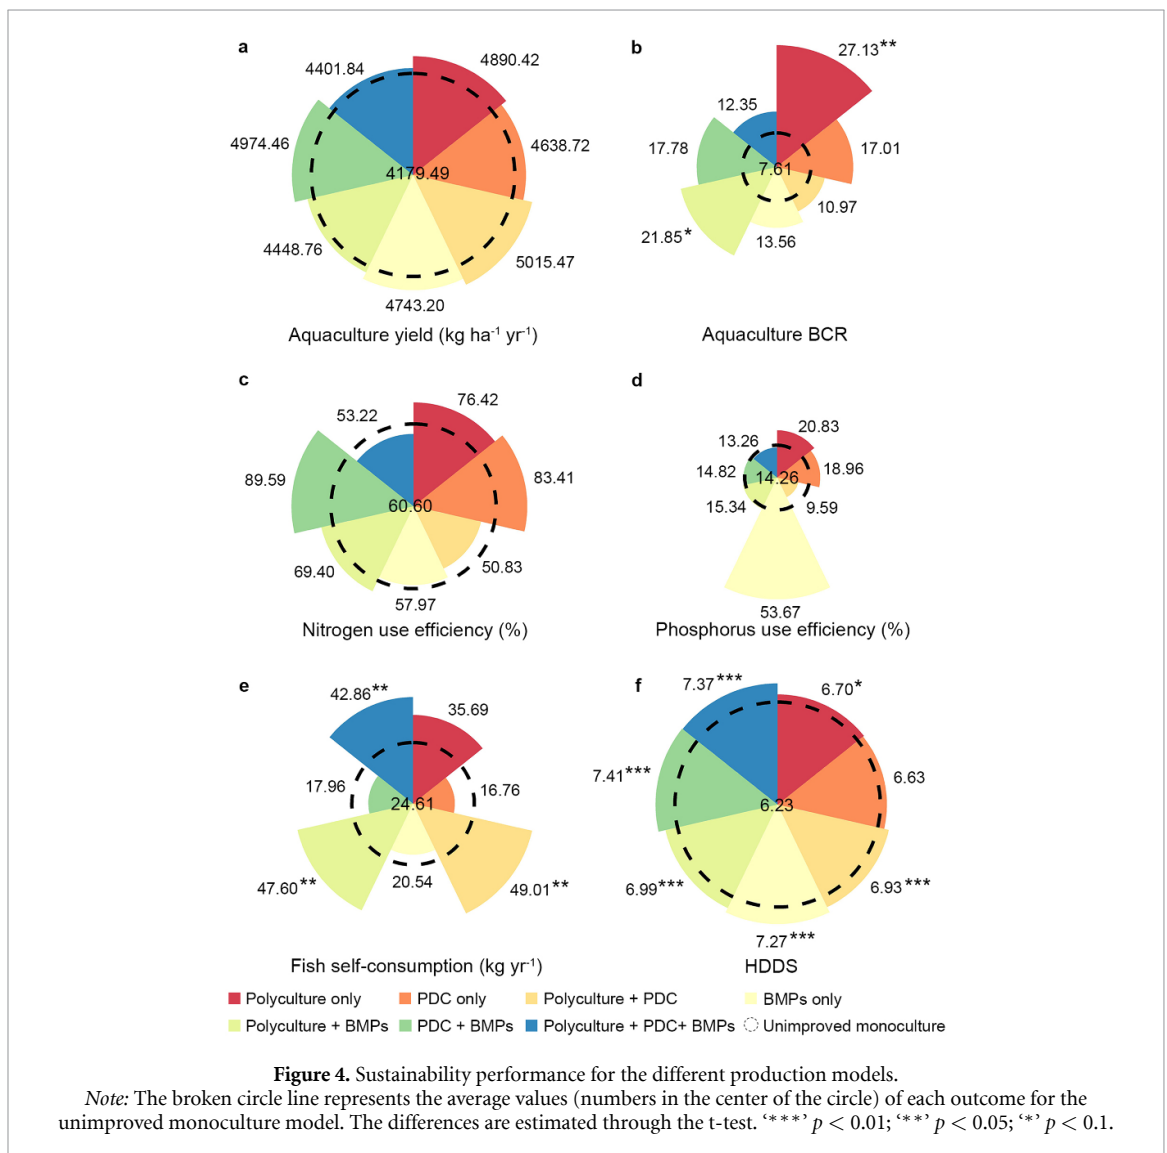 a
4401.84
4890.42
4974.46
4638.72
4179.49
4448.76
5015.47
4743.20
Aquaculture yield (kg ha⁻¹ yr⁻¹)
b
27.13**
12.35
17.78
17.01
7.61
10.97
21.85*
13.56
Aquaculture BCR
c
76.42
53.22
89.59
83.41
60.60
69.40
50.83
57.97
Nitrogen use efficiency (%)
d
20.83
13.26
14.82
18.96
14.26
15.34
9.59
53.67
Phosphorus use efficiency (%)
e
42.86**
35.69
17.96
16.76
24.61
47.60**
20.54
49.01**
Fish self-consumption (kg yr⁻¹)
f
7.37***
6.70*
7.41***
6.63
6.23
6.99***
6.93***
7.27***
HDDS
Polyculture only PDC only Polyculture + PDC BMPs only
Polyculture + BMPs PDC + BMPs Polyculture + PDC+ BMPs Unimproved monoculture
Figure 4. Sustainability performance for the different production models.
Note: The broken circle line represents the average values (numbers in the center of the circle) of each outcome for the
unimproved monoculture model. The differences are estimated through the t-test. ‘***’ p < 0.01; ‘**’ p < 0.05; ‘*’ p < 0.1.